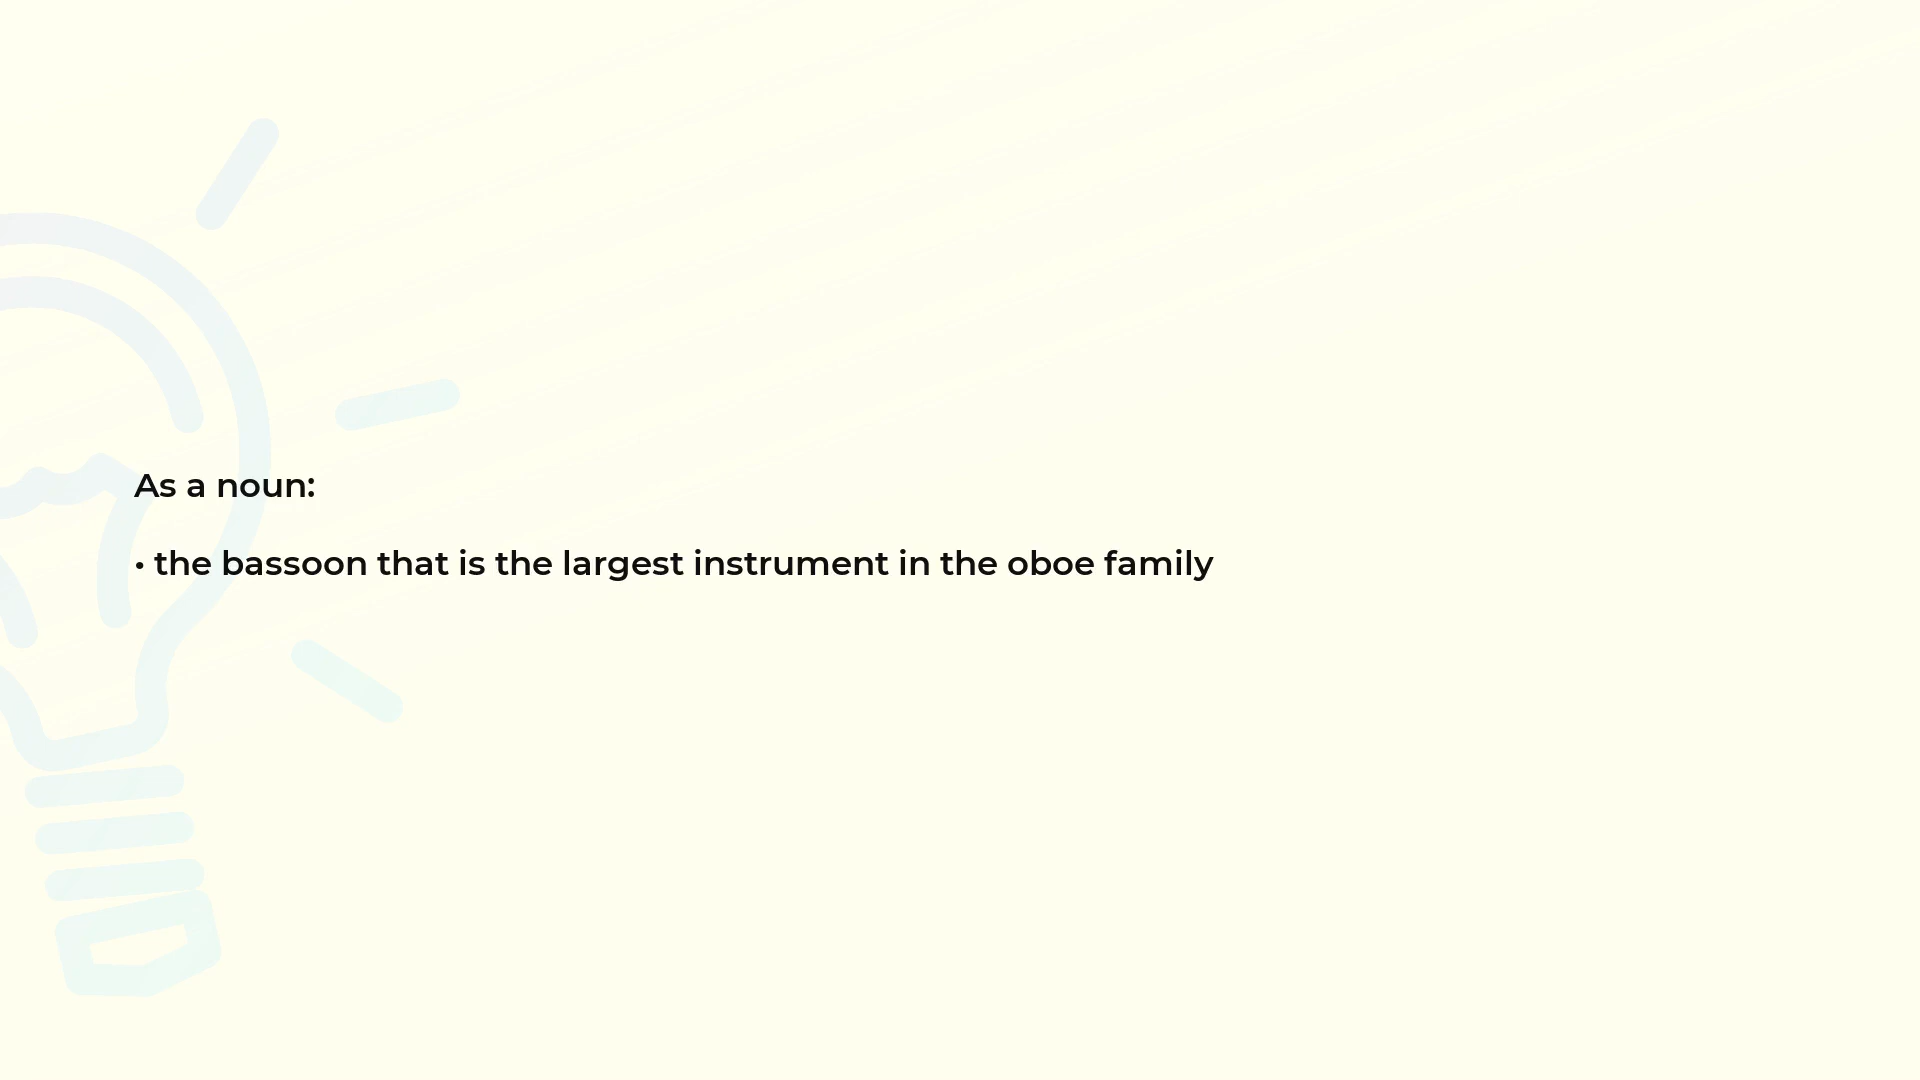 As a noun:
• the bassoon that is the largest instrument in the oboe family